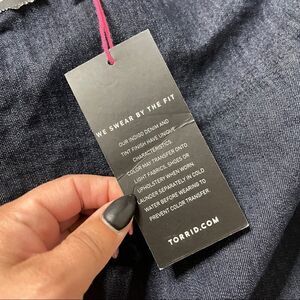 WE SWEAR BY THE FIT
OUR INDIGO DENIM AND
TINT FINISH HAVE UNIQUE
CHARACTERISTICS.
COLOR MAY TRANSFER ONTO
LIGHT FABRICS, SHOES OR
UPHOLSTERY WHEN WORN.
LAUNDER SEPARATELY IN COLD
WATER BEFORE WEARING TO
PREVENT COLOR TRANSFER
TORRID.COM